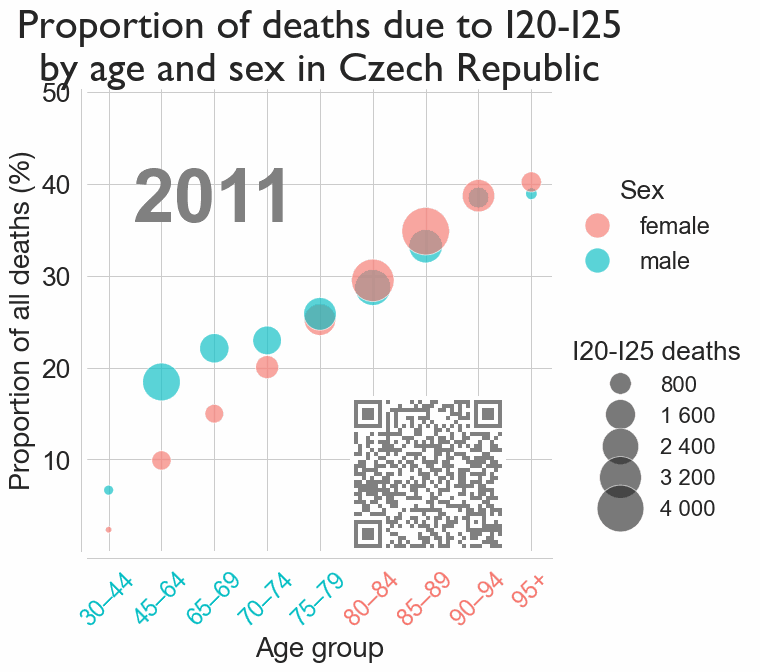 Proportion of deaths due to I20-I25
by age and sex in Czech Republic
50
40
30
20
10
Proportion of all deaths (%)
2011
30–44
45–64
65–69
70–74
75–79
80–84
85–89
90–94
95+
Age group
Sex
female
male
I20-I25 deaths
800
1 600
2 400
3 200
4 000